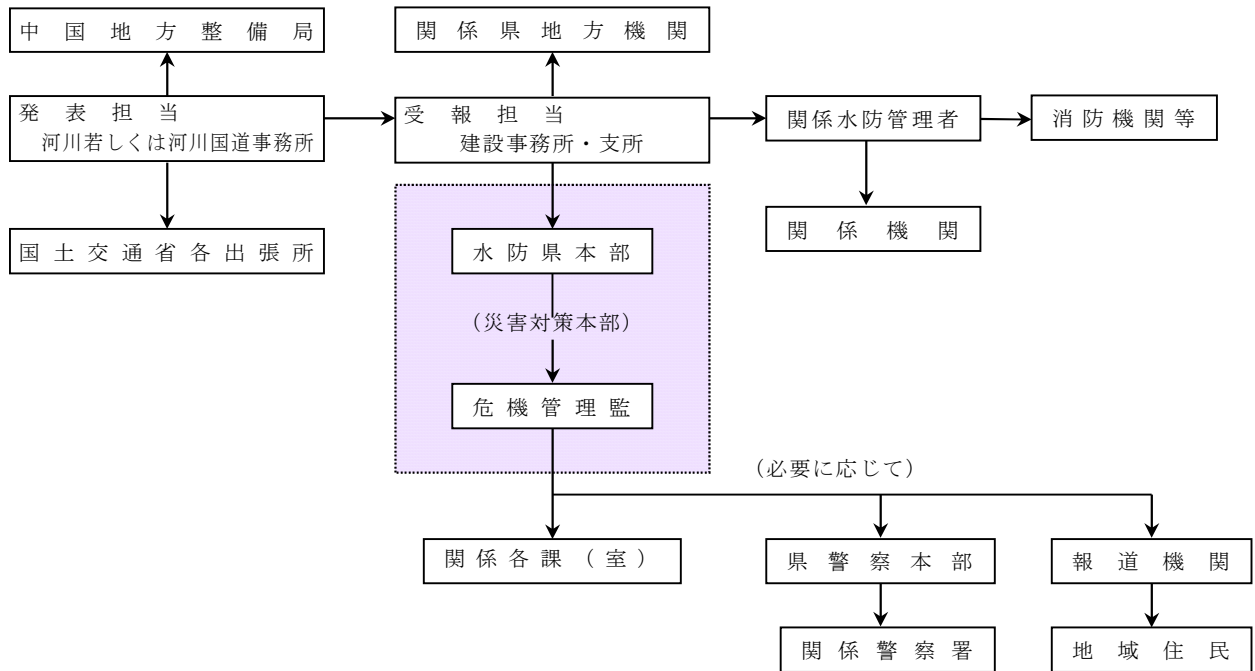 中国地方整備局
関係県地方機関
発表担当
河川若しくは河川国道事務所
受報担当
建設事務所・支所
関係水防管理者
消防機関等
国土交通省各出張所
水防県本部
関係機関
（災害対策本部）
危機管理監
（必要に応じて）
関係各課（室）
県警察本部
報道機関
関係警察署
地域住民